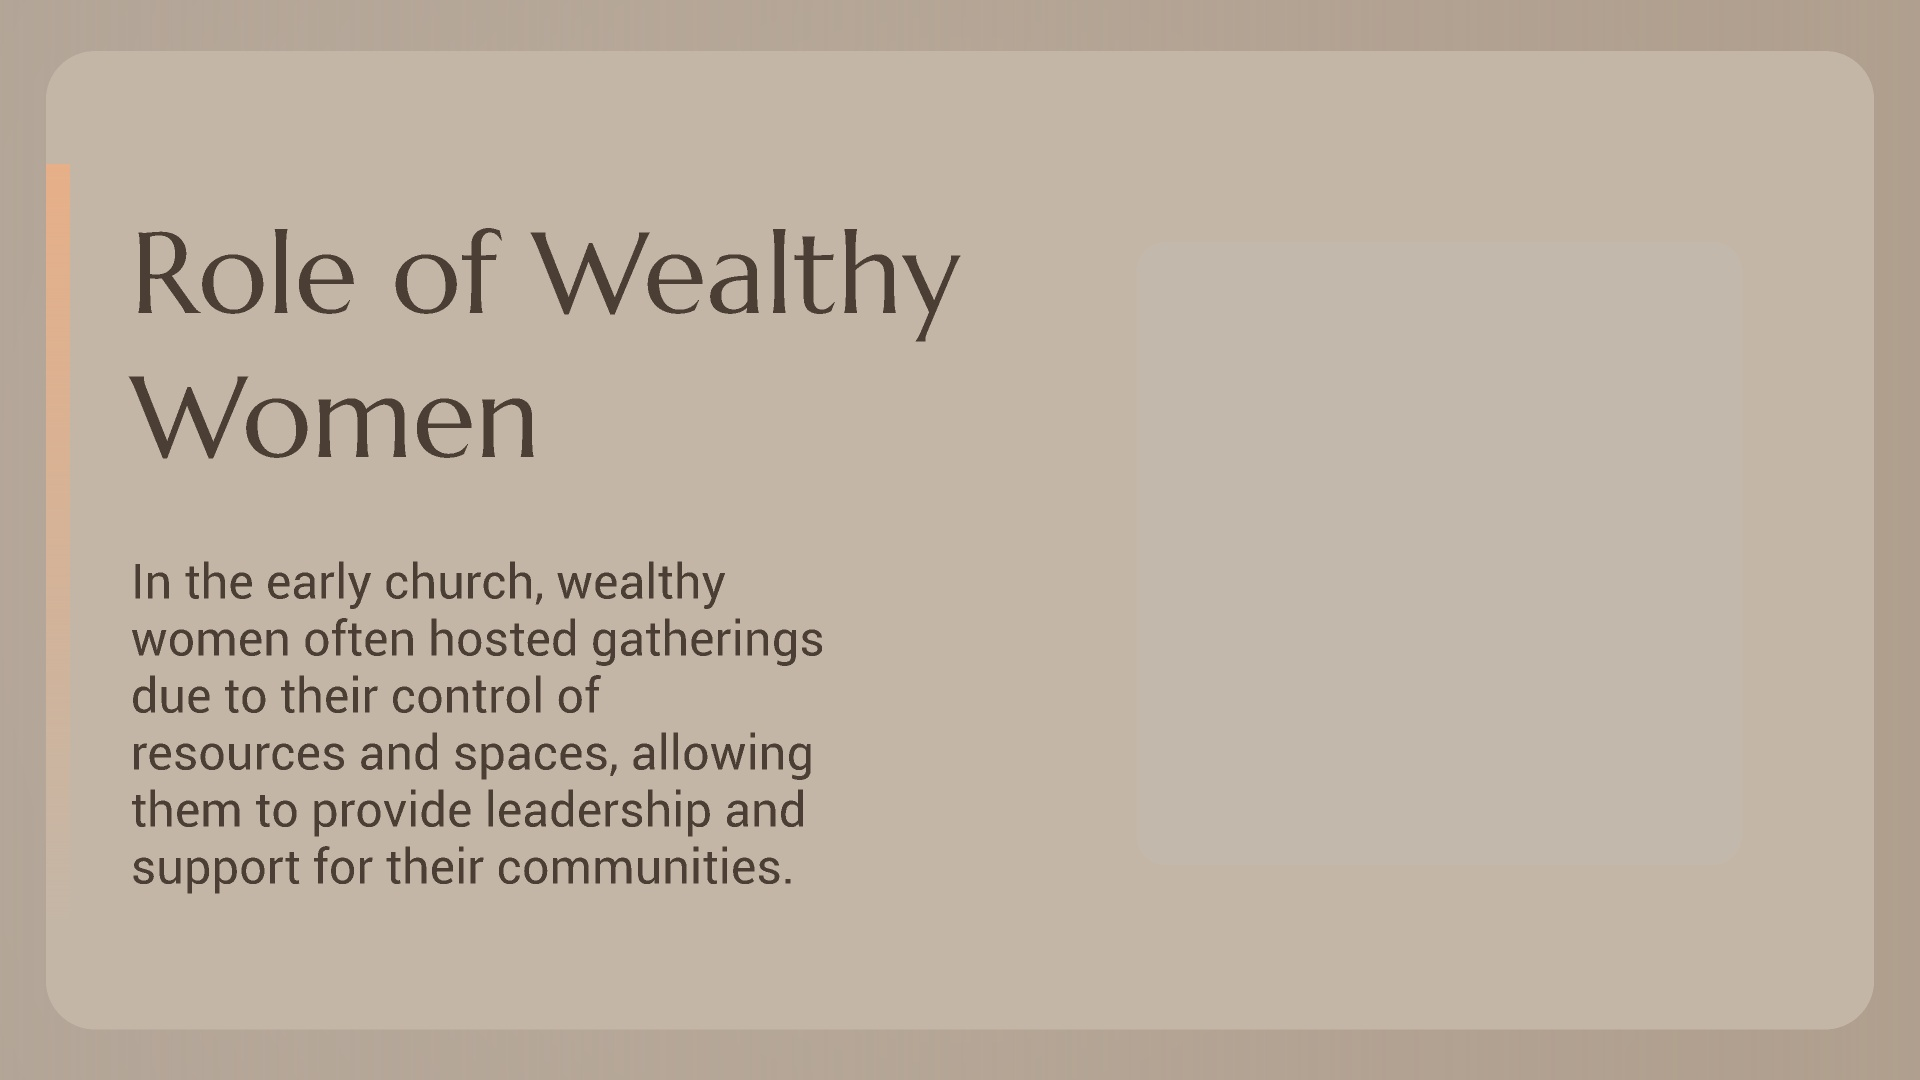 Role of Wealthy
Women
In the early church, wealthy
women often hosted gatherings
due to their control of
resources and spaces, allowing
them to provide leadership and
support for their communities.